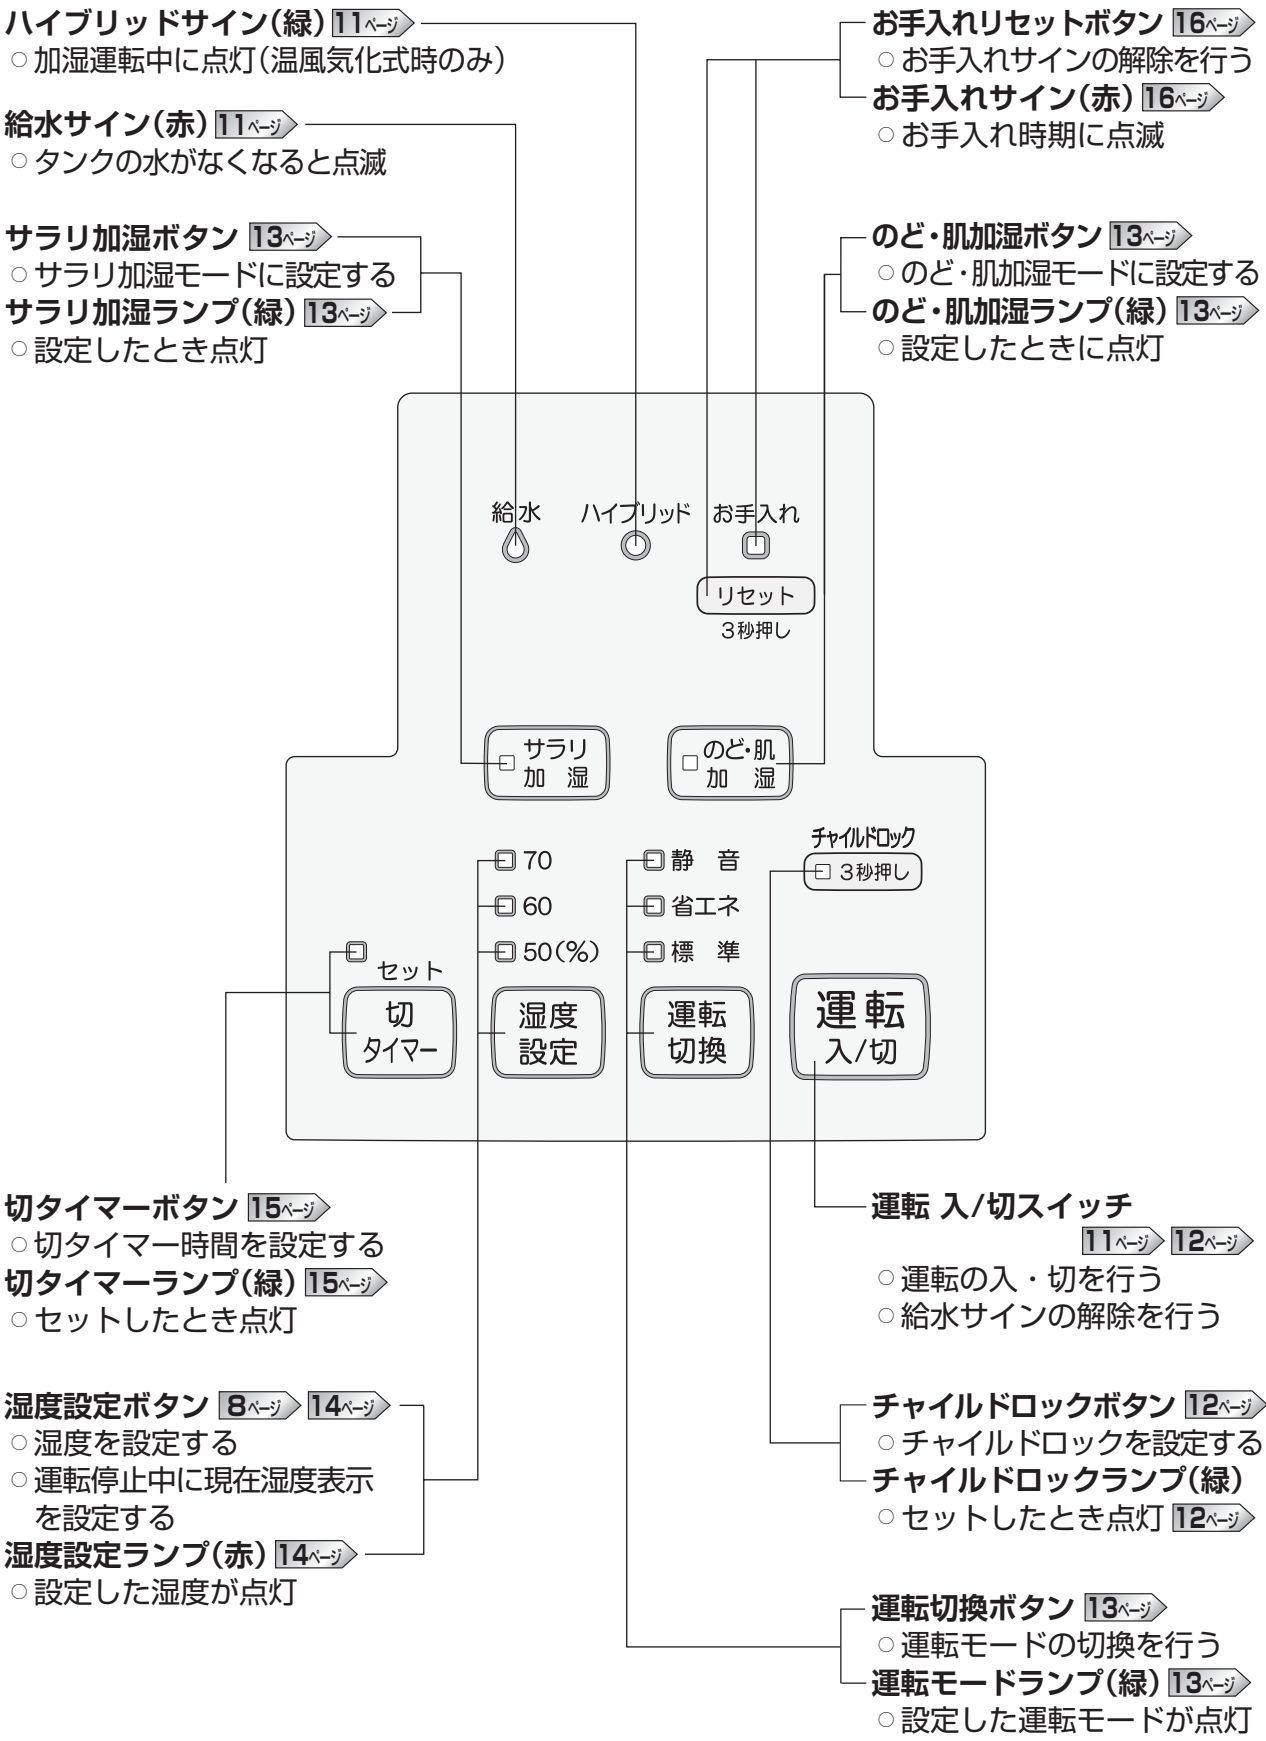 ハイブリッドサイン(緑) 11ページ
○加湿運転中に点灯(温風気化式時のみ)
給水サイン(赤) 11ページ
○タンクの水がなくなると点滅
サラリ加湿ボタン 13ページ
○サラリ加湿モードに設定する
サラリ加湿ランプ(緑) 13ページ
○設定したとき点灯
お手入れリセットボタン 16ページ
○お手入れサインの解除を行う
お手入れサイン(赤) 16ページ
○お手入れ時期に点滅
のど・肌加湿ボタン 13ページ
○のど・肌加湿モードに設定する
のど・肌加湿ランプ(緑) 13ページ
○設定したときに点灯
給水 ハイブリッド お手入れ
リセット
3秒押し
サラリ
加 湿
のど・肌
加 湿
チャイルドロック
3秒押し
70
60
50(%)
静 音
省エネ
標 準
セット
切
タイマー
湿度
設定
運転
切換
運転
入/切
切タイマーボタン 15ページ
○切タイマー時間を設定する
切タイマーランプ(緑) 15ページ
○セットしたとき点灯
湿度設定ボタン 8ページ 14ページ
○湿度を設定する
○運転停止中に現在湿度表示
を設定する
湿度設定ランプ(赤) 14ページ
○設定した湿度が点灯
運転 入/切スイッチ
11ページ 12ページ
○運転の入・切を行う
○給水サインの解除を行う
チャイルドロックボタン 12ページ
○チャイルドロックを設定する
チャイルドロックランプ(緑)
○セットしたとき点灯 12ページ
運転切換ボタン 13ページ
○運転モードの切換を行う
運転モードランプ(緑) 13ページ
○設定した運転モードが点灯